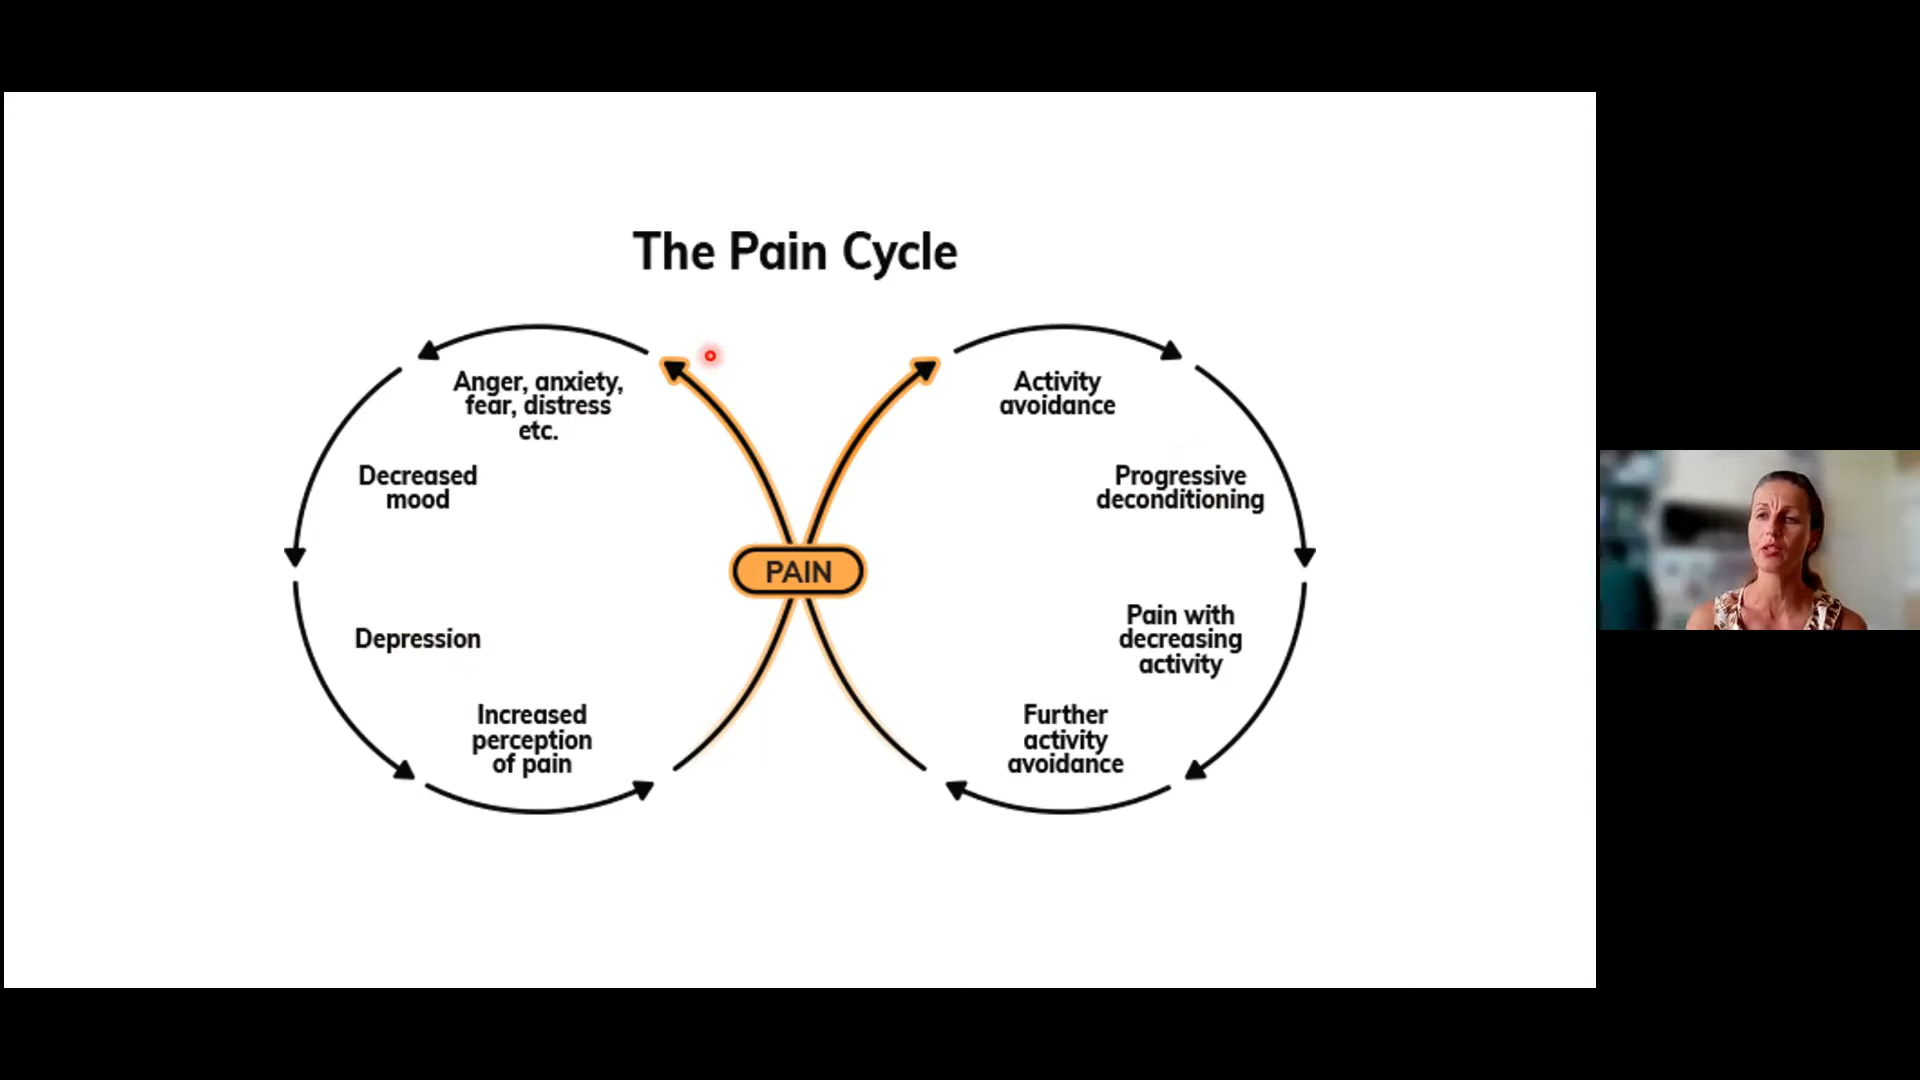 The Pain Cycle
Anger, anxiety,
fear, distress
etc.
Decreased
mood
Depression
Increased
perception
of pain
PAIN
Activity
avoidance
Progressive
deconditioning
Pain with
decreasing
activity
Further
activity
avoidance